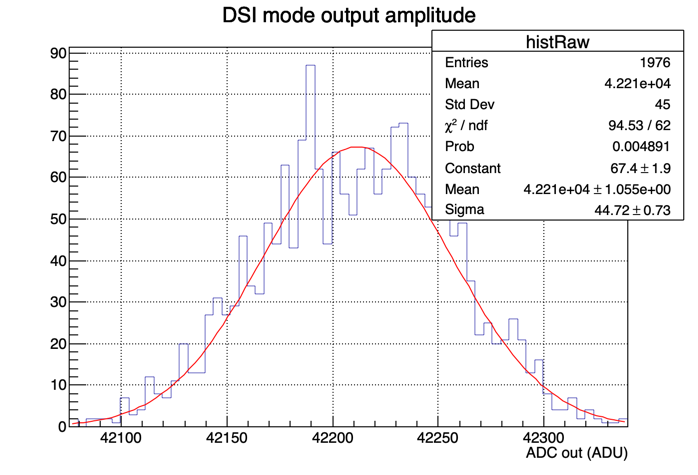 DSI mode output amplitude
histRaw
Entries 1976
Mean 4.221e+04
Std Dev 45
χ² / ndf 94.53 / 62
Prob 0.004891
Constant 67.4 ± 1.9
Mean 4.221e+04 ± 1.055e+00
Sigma 44.72 ± 0.73
90
80
70
60
50
40
30
20
10
0
42100 42150 42200 42250 42300
ADC out (ADU)